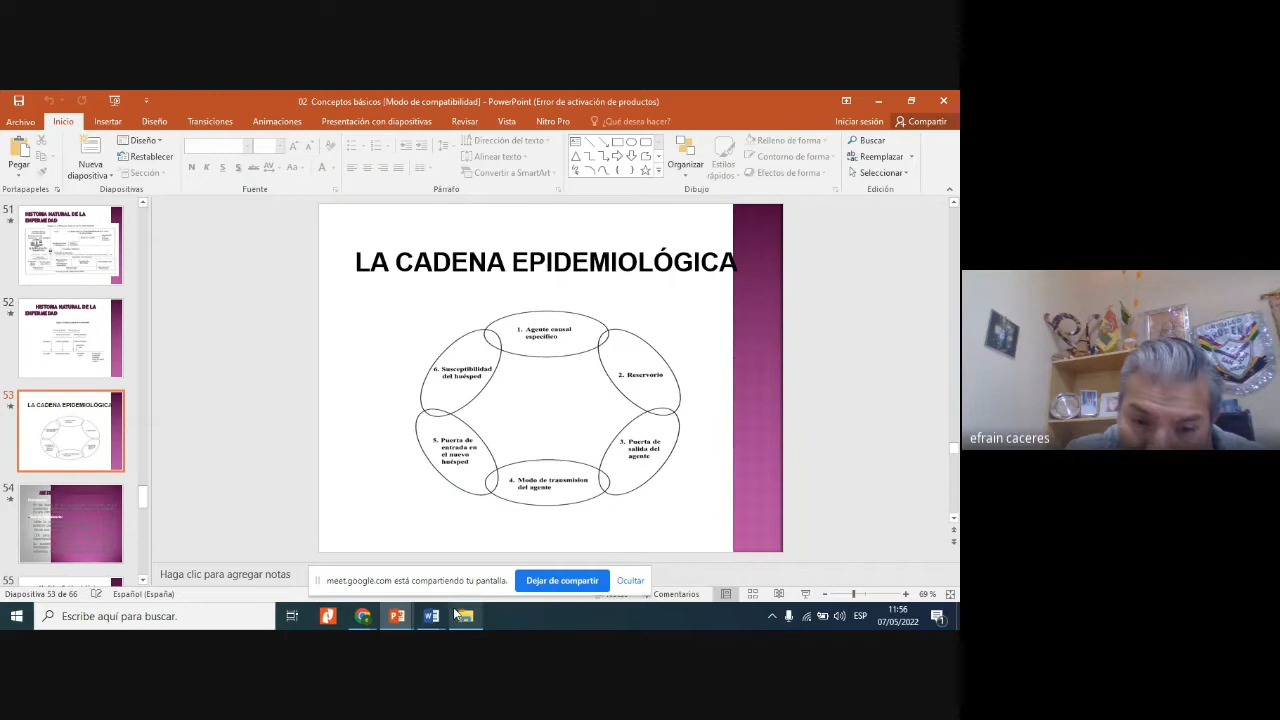 02 Conceptos básicos [Modo de compatibilidad] - PowerPoint (Error de activación de productos)
Archivo Inicio Insertar Diseño Transiciones Animaciones Presentación con diapositivas Revisar Vista Nitro Pro ¿Qué desea hacer? Iniciar sesión Compartir
Pegar
Nueva diapositiva
Diseño
Restablecer
Sección
N K S S abc AV Aa A
Dirección del texto
Alinear texto
Convertir a SmartArt
Organizar
Estilos rápidos
Relleno de forma
Contorno de forma
Efectos de forma
Buscar
Reemplazar
Seleccionar
Portapapeles Diapositivas Fuente Párrafo Dibujo Edición
51
HISTORIA NATURAL DE LA
ENFERMEDAD
52
HISTORIA NATURAL DE LA
ENFERMEDAD
53
LA CADENA EPIDEMIOLÓGICA
54
55
LA CADENA EPIDEMIOLÓGICA
1. Agente causal
específico
2. Reservorio
3. Puerta de
salida del
agente
4. Modo de transmision
del agente
5. Puerta de
entrada en
el nuevo
huésped
6. Susceptibilidad
del huésped
efrain caceres
Haga clic para agregar notas
meet.google.com está compartiendo tu pantalla.
Dejar de compartir
Ocultar
Diapositiva 53 de 66
Español (España)
Comentarios
69 %
Escribe aquí para buscar.
ESP
11:56
07/05/2022